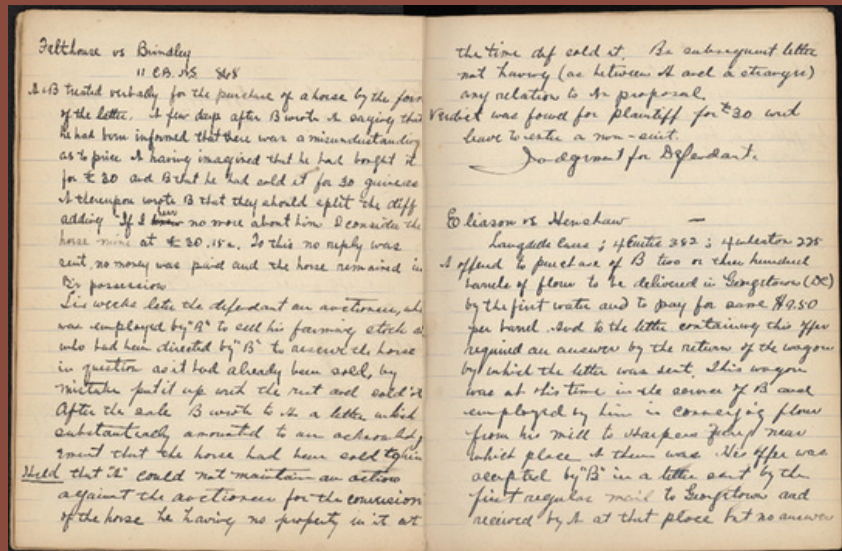 Felthouse vs Brindley
11 C.B. N.S. 868
A & B treated verbally for the purchase of a horse by the form
of the letter. A few days after B wrote A saying that
he had been informed that there was a misunderstanding
as to price A having imagined that he had bought it
for £30 and B that he had sold it for 30 guineas
A thereupon wrote B that they should split the diff
adding "If I hear no more about him I consider the
horse mine at £30.15s. To this no reply was
sent, no money was paid and the horse remained in
B's possession
Six weeks late the defendant an auctioneer, who
was employed by "B" to sell his farming stock &
who had been directed by "B" to reserve the horse
in question as it had already been sold, by
mistake put it up with the rest and sold it
After the sale B wrote to A a letter which
substantially amounted to an acknowledg
ement that the horse had been sold to him
Held that "A" could not maintain an action
against the auctioneer for the conversion
of the horse he having no property in it at
the time def sold it. Bs subsequent letter
not having (as between A and a stranger)
any relation to As proposal.
Verdict was found for plaintiff for £30 with
leave to enter a non-suit.
Judgment for Defendant.
Eliason vs Henshaw
Langdell Cases ; 4 Curtis 382 ; 4 Wheaton 225
A offered to purchase of B two or three hundred
barrels of flour to be delivered in Georgetown (DC)
by the first water and to pay for same $9.50
per barrel And to the letter containing this offer
required an answer by the return of the wagon
by which the letter was sent. This wagon
was at this time in the service of B and
employed by him in conveying flour
from his mill to Harpers Ferry near
which place A then was. His offer was
accepted by "B" in a letter sent by the
first regular mail to Georgetown and
received by A at that place but no answer